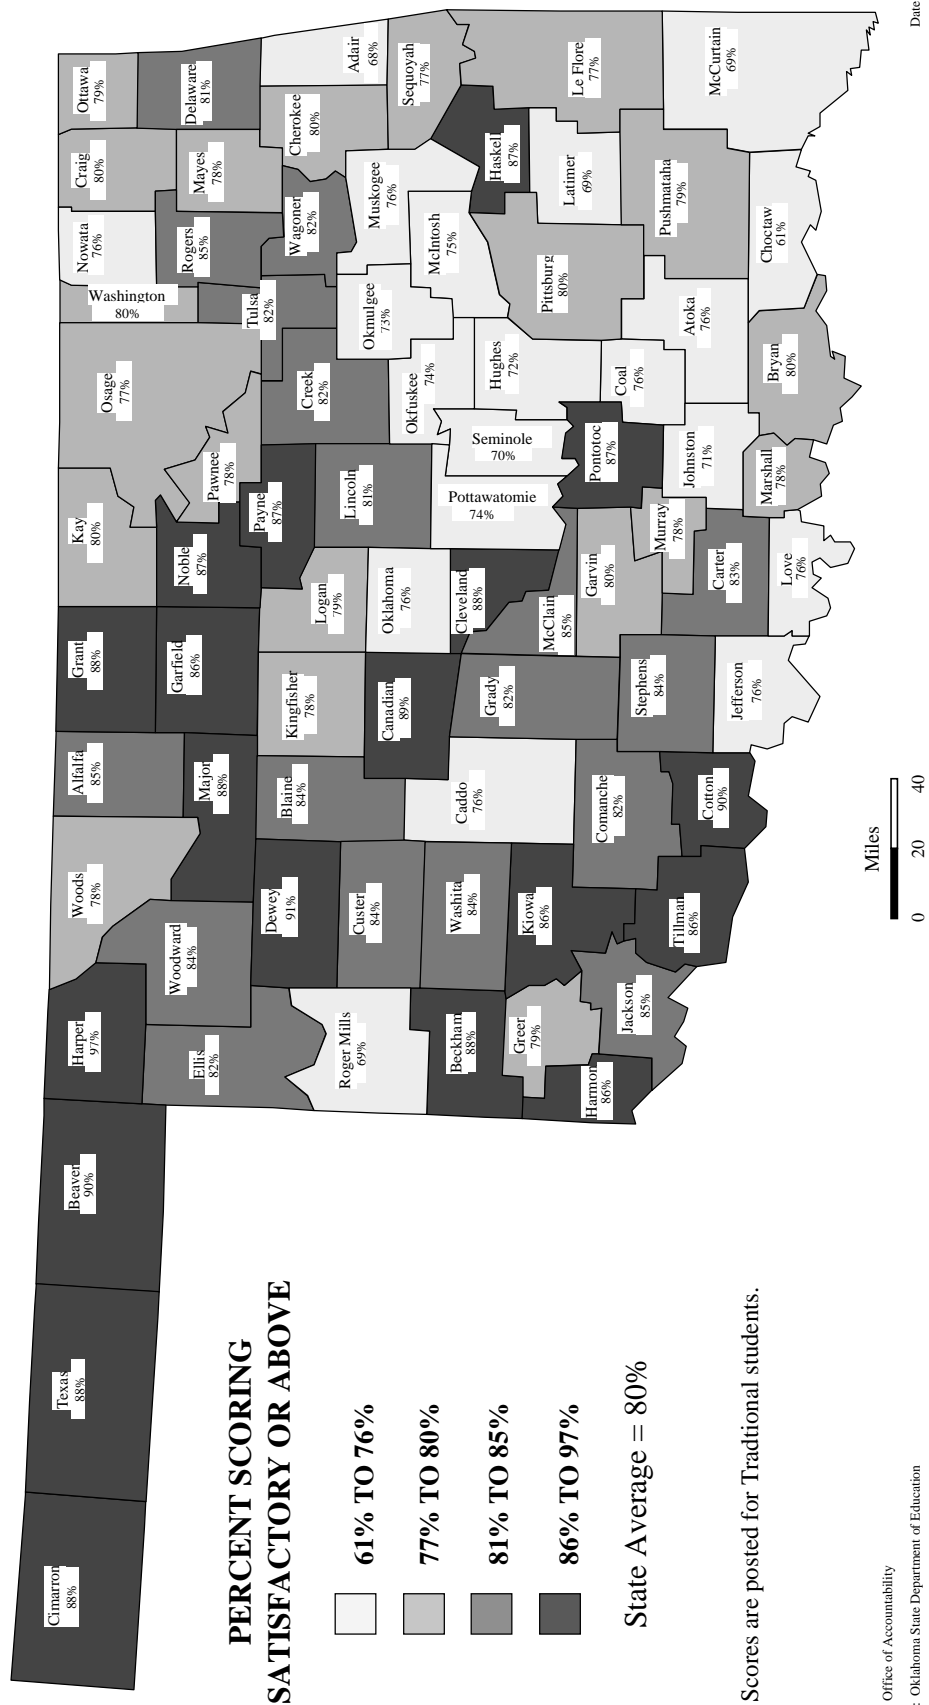 Cimarron
88%
Texas
88%
Beaver
90%
Harper
97%
Woods
78%
Alfalfa
85%
Grant
88%
Kay
80%
Osage
77%
Washington
80%
Nowata
76%
Craig
80%
Ottawa
79%
Ellis
82%
Woodward
84%
Major
88%
Garfield
86%
Noble
87%
Pawnee
78%
Rogers
85%
Mayes
78%
Delaware
81%
Dewey
91%
Blaine
84%
Kingfisher
78%
Logan
79%
Payne
87%
Creek
82%
Tulsa
82%
Wagoner
82%
Cherokee
80%
Adair
68%
Roger Mills
69%
Custer
84%
Canadian
89%
Oklahoma
76%
Lincoln
81%
Okfuskee
74%
Okmulgee
73%
Muskogee
76%
Sequoyah
77%
Beckham
88%
Washita
84%
Caddo
76%
Grady
82%
Cleveland
88%
Pottawatomie
74%
Seminole
70%
Hughes
72%
McIntosh
75%
Haskell
87%
Greer
79%
Kiowa
86%
McClain
85%
Garvin
80%
Pontotoc
87%
Coal
76%
Pittsburg
80%
Latimer
69%
Le Flore
77%
Harmon
86%
Jackson
85%
Tillman
86%
Comanche
82%
Stephens
84%
Murray
78%
Johnston
71%
Atoka
76%
Pushmataha
79%
McCurtain
69%
Cotton
90%
Jefferson
76%
Carter
83%
Love
76%
Marshall
78%
Bryan
80%
Choctaw
61%
PERCENT SCORING
SATISFACTORY OR ABOVE
61% TO 76%
77% TO 80%
81% TO 85%
86% TO 97%
State Average = 80%
Scores are posted for Tradtional students.
Miles
0 20 40
Office of Accountability
: Oklahoma State Department of Education
Date